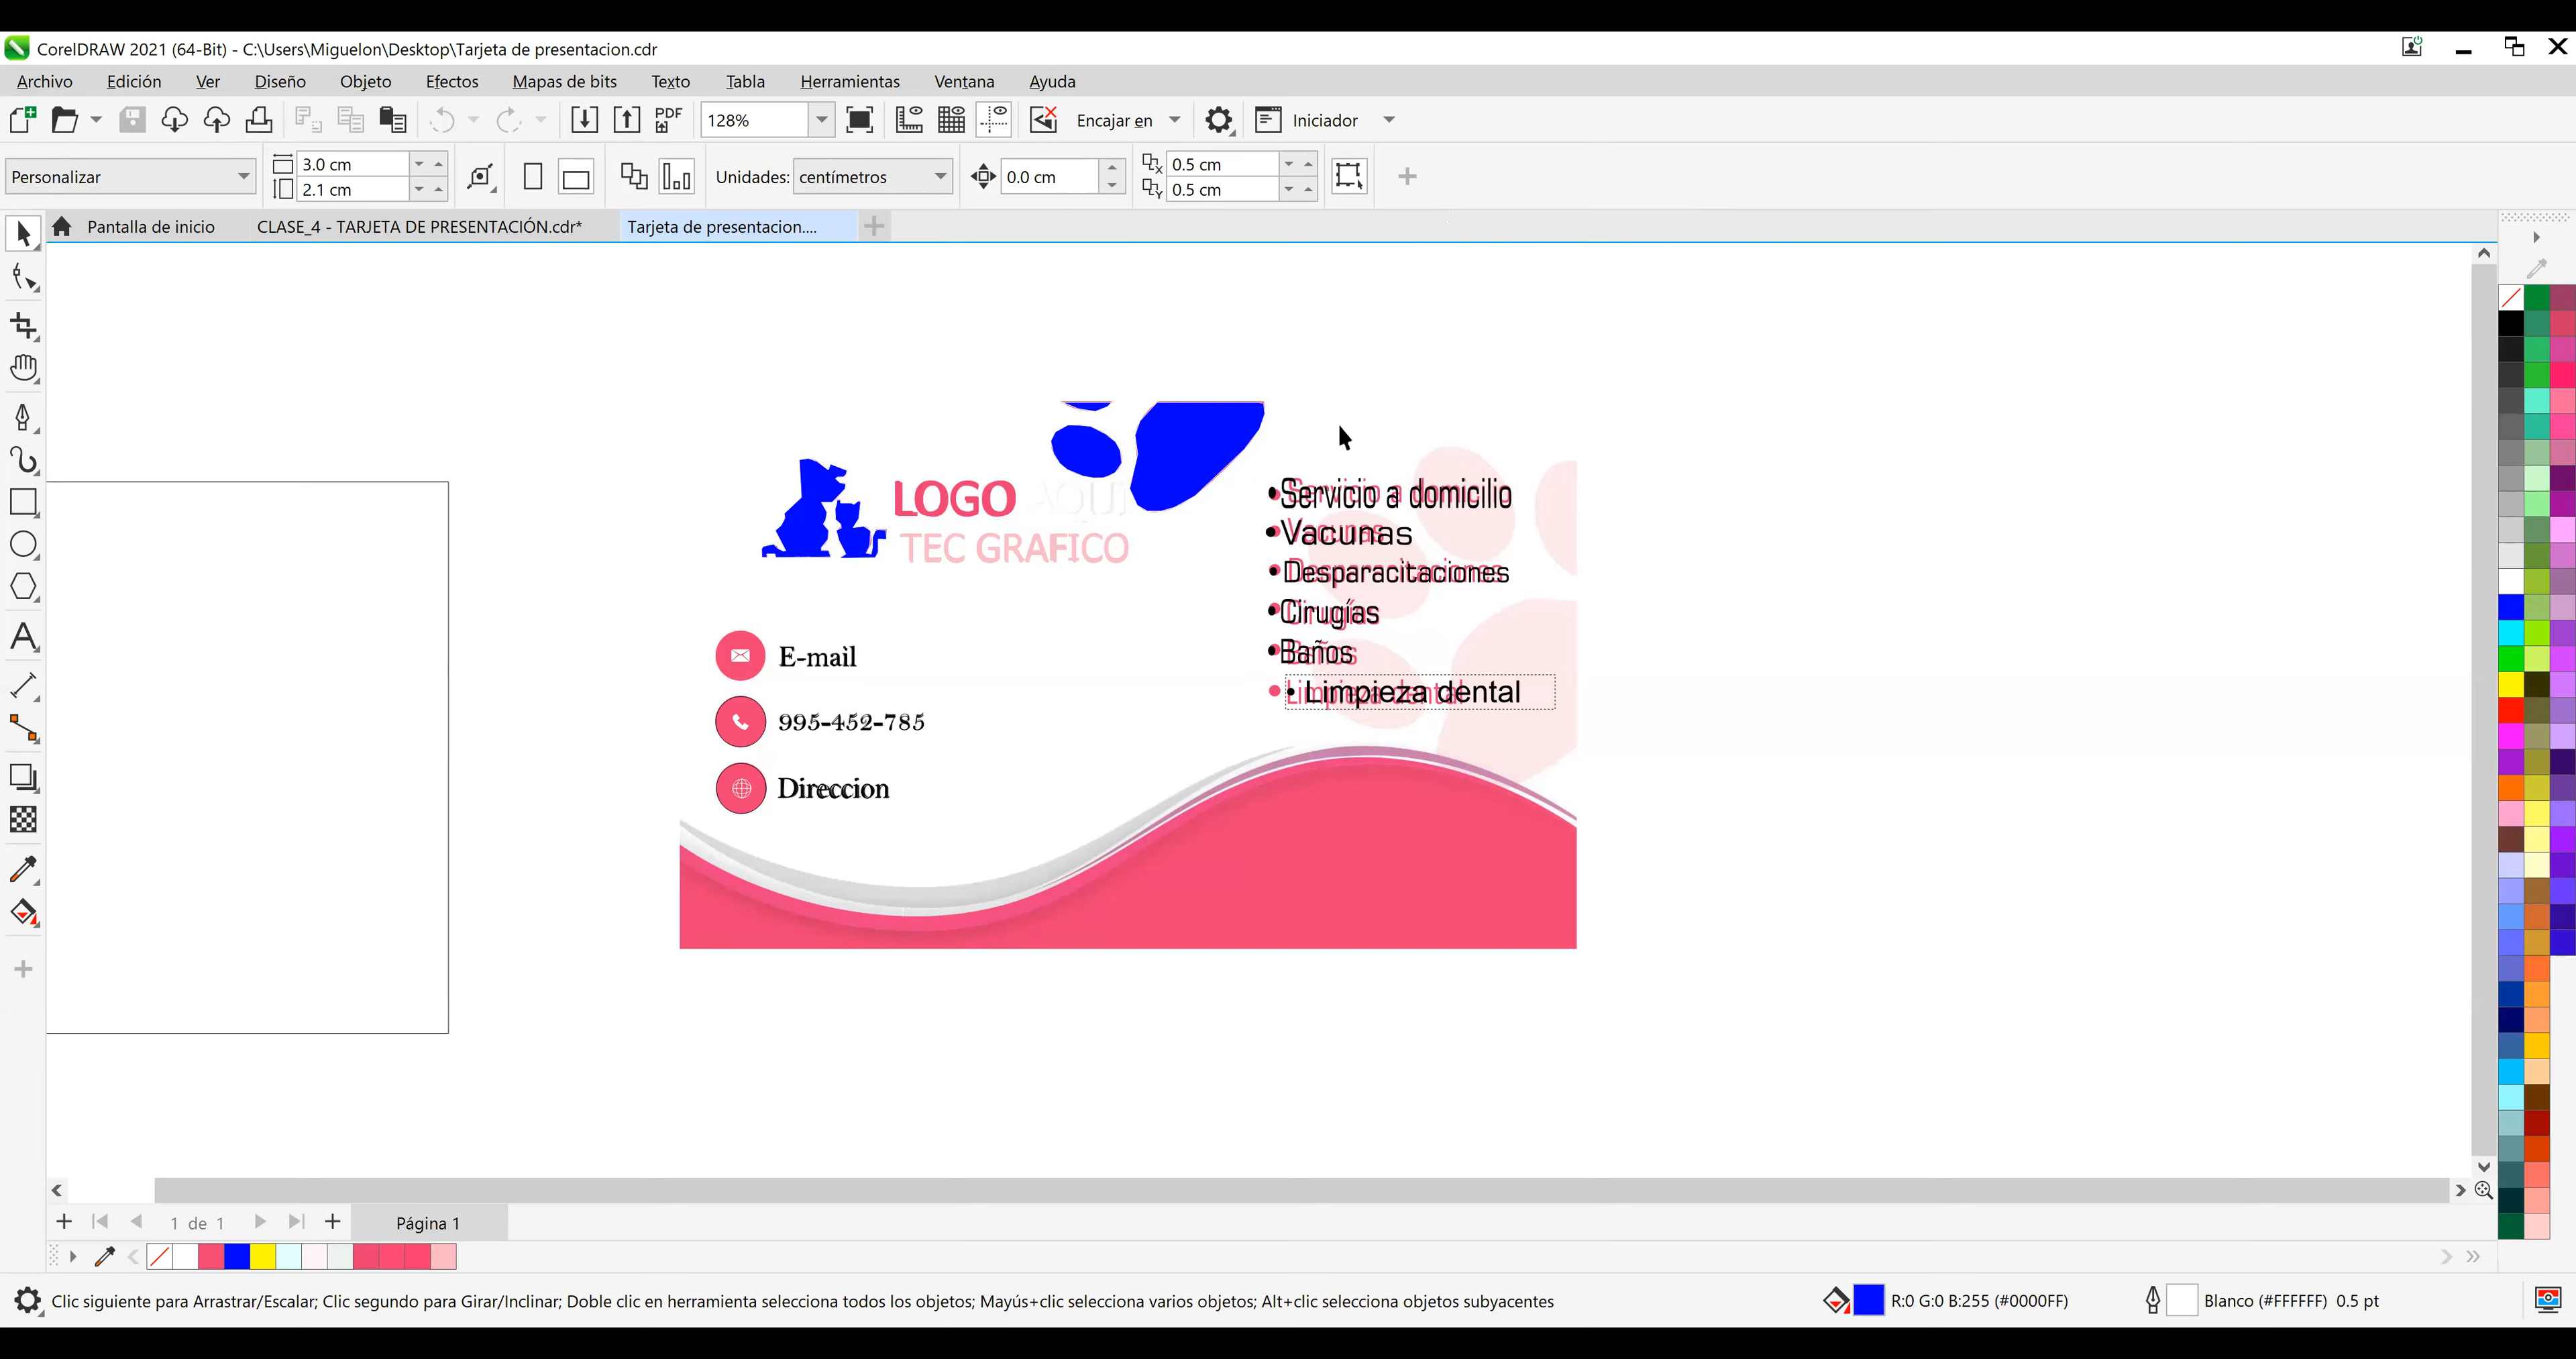 CorelDRAW 2021 (64-Bit) - C:\Users\Miguelon\Desktop\Tarjeta de presentacion.cdr
Archivo Edición Ver Diseño Objeto Efectos Mapas de bits Texto Tabla Herramientas Ventana Ayuda
PDF 128% Encajar en Iniciador
Personalizar 3.0 cm Unidades: centímetros 0.0 cm 0.5 cm
2.1 cm 0.5 cm
Pantalla de inicio CLASE_4 - TARJETA DE PRESENTACIÓN.cdr* Tarjeta de presentacion....
LOGO AQUI
TEC GRAFICO
E-mail
995-452-785
Direccion
•Servicio a domicilio
•Vacunas
•Desparacitaciones
•Cirugías
•Baños
• Limpieza dental
1 de 1 Página 1
Clic siguiente para Arrastrar/Escalar; Clic segundo para Girar/Inclinar; Doble clic en herramienta selecciona todos los objetos; Mayús+clic selecciona varios objetos; Alt+clic selecciona objetos subyacentes
R:0 G:0 B:255 (#0000FF) Blanco (#FFFFFF) 0.5 pt